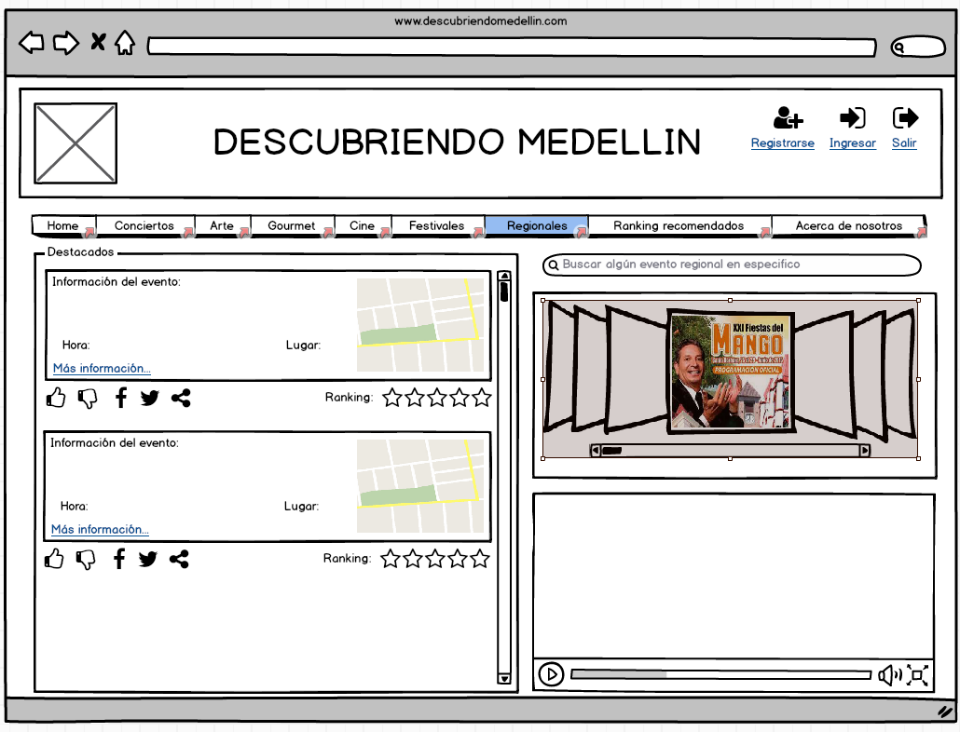 www.descubriendomedellin.com
DESCUBRIENDO MEDELLIN
Registrarse
Ingresar
Salir
Home
Conciertos
Arte
Gourmet
Cine
Festivales
Regionales
Ranking recomendados
Acerca de nosotros
Destacados
Información del evento:
Hora:
Lugar:
Más información...
Ranking:
Información del evento:
Hora:
Lugar:
Más información...
Ranking:
Buscar algún evento regional en especifico
XXI Fiestas del
MANGO
PROGRAMACIÓN OFICIAL